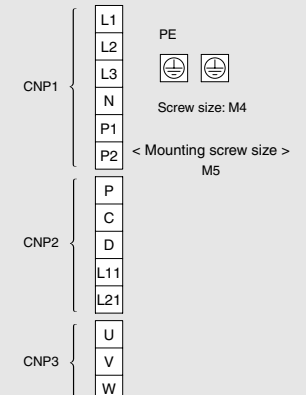 L1
L2
PE
L3
CNP1
N
Screw size: M4
P1
P2
< Mounting screw size >
M5
P
C
CNP2
D
L11
L21
U
CNP3
V
W